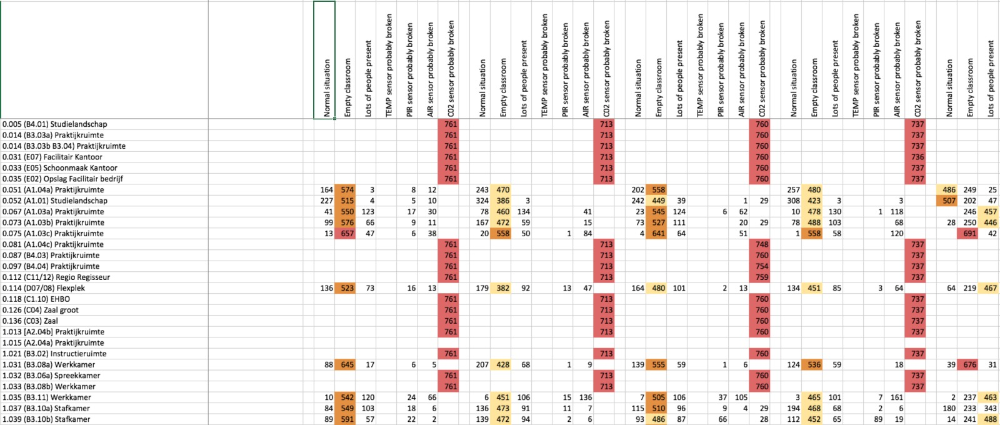 Normal situation Empty classroom Lots of people present TEMP sensor probably broken PIR sensor probably broken AIR sensor probably broken C02 sensor probably broken Normal situation Empty classroom Lots of people present TEMP sensor probably broken PIR sensor probably broken AIR sensor probably broken C02 sensor probably broken Normal situation Empty classroom Lots of people present TEMP sensor probably broken PIR sensor probably broken AIR sensor probably broken C02 sensor probably broken Normal situation Empty classroom Lots of people present TEMP sensor probably broken PIR sensor probably broken AIR sensor probably broken C02 sensor probably broken Normal situation Empty classroom Lots of people present
0.005 (B4.01) Studielandschap 761 713 760 737
0.014 (B3.03a) Praktijkruimte 761 713 760 737
0.014 (B3.03b B3.04) Praktijkruimte 761 713 760 737
0.031 (E07) Facilitair Kantoor 761 713 760 736
0.033 (E05) Schoonmaak Kantoor 761 713 760 737
0.035 (E02) Opslag Facilitair bedrijf 761 713 760 737
0.051 (A1.04a) Praktijkruimte 164 574 3 8 12 243 470 202 558 257 480 486 249 25
0.052 (A1.01) Studielandschap 227 515 4 5 10 324 386 3 242 449 39 1 29 308 423 3 3 507 202 47
0.067 (A1.03a) Praktijkruimte 41 550 123 17 30 78 460 134 41 23 545 124 6 62 10 478 130 1 118 246 457
0.073 (A1.03b) Praktijkruimte 99 576 66 9 11 167 472 59 15 73 527 111 20 29 78 488 103 68 28 250 446
0.075 (A1.03c) Praktijkruimte 13 657 47 6 38 20 558 50 1 84 4 641 64 51 1 558 58 120 691 42
0.081 (A1.04c) Praktijkruimte 761 713 748 737
0.087 (B4.03) Praktijkruimte 761 713 760 737
0.097 (B4.04) Praktijkruimte 761 713 754 737
0.112 (C11/12) Regio Regisseur 761 713 759 737
0.114 (D07/08) Flexplek 136 523 73 16 13 179 382 92 13 47 164 480 101 2 13 134 451 85 3 64 64 219 467
0.118 (C1.10) EHBO 761 713 760 737
0.126 (C04) Zaal groot 761 713 760 737
0.136 (C03) Zaal 761 713 760 737
1.013 [A2.04b] Praktijkruimte 761 713 760 737
1.015 (A2.04a) Praktijkruimte
1.021 (B3.02) Instructieruimte 761 713 760 737
1.031 (B3.08a) Werkkamer 88 645 17 6 5 207 428 68 1 9 139 555 59 1 6 124 536 59 18 39 676 31
1.032 (B3.06a) Spreekkamer 761 713 760 737
1.033 (B3.08b) Werkkamer 761 713 760 737
1.035 (B3.11) Werkkamer 10 542 120 24 66 6 451 106 15 136 7 505 106 37 105 3 465 101 7 161 2 237 463
1.037 (B3.10a) Stafkamer 84 549 103 18 6 136 473 91 11 7 115 510 96 9 4 29 194 468 68 2 6 180 233 343
1.039 (B3.10b) Stafkamer 89 591 57 22 2 139 472 94 2 6 93 486 87 66 28 112 452 65 89 19 14 241 488